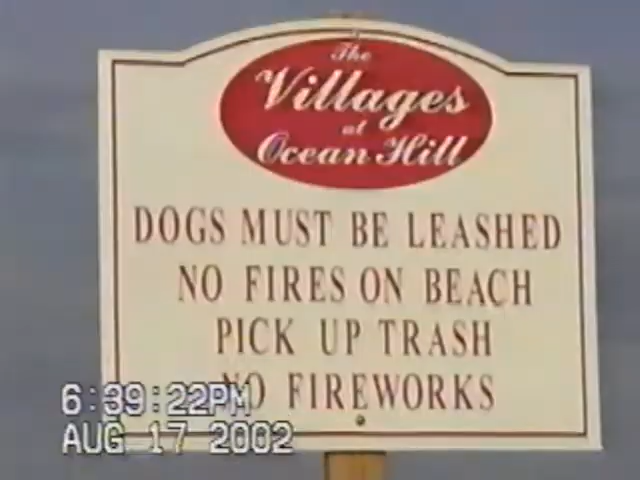 The
Villages
at
Ocean Hill
DOGS MUST BE LEASHED
NO FIRES ON BEACH
PICK UP TRASH
NO FIREWORKS
6:39:22PM
AUG 17 2002